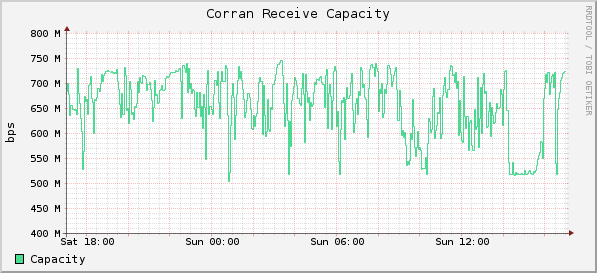 Corran Receive Capacity
RRDTOOL / TOBI OETIKER
bps
800 M
750 M
700 M
650 M
600 M
550 M
500 M
450 M
400 M
Sat 18:00 Sun 00:00 Sun 06:00 Sun 12:00
Capacity